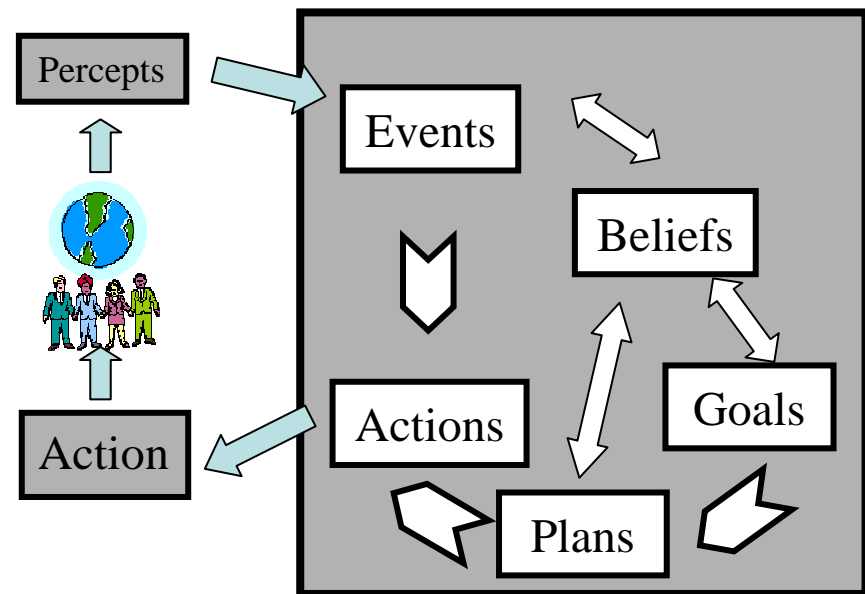 Percepts
Events
Beliefs
Goals
Actions
Action
Plans